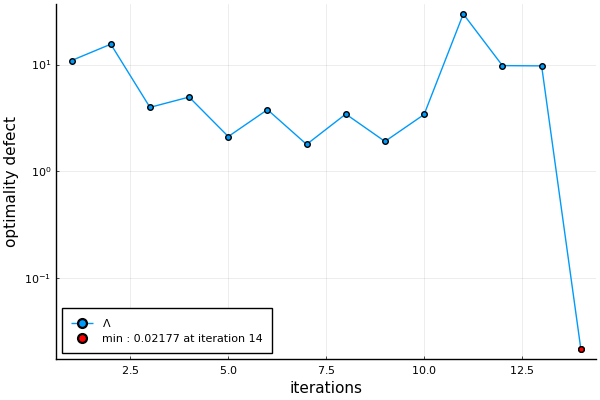 optimality defect
10¹
10⁰
10⁻¹
Λ
min : 0.02177 at iteration 14
2.5 5.0 7.5 10.0 12.5
iterations